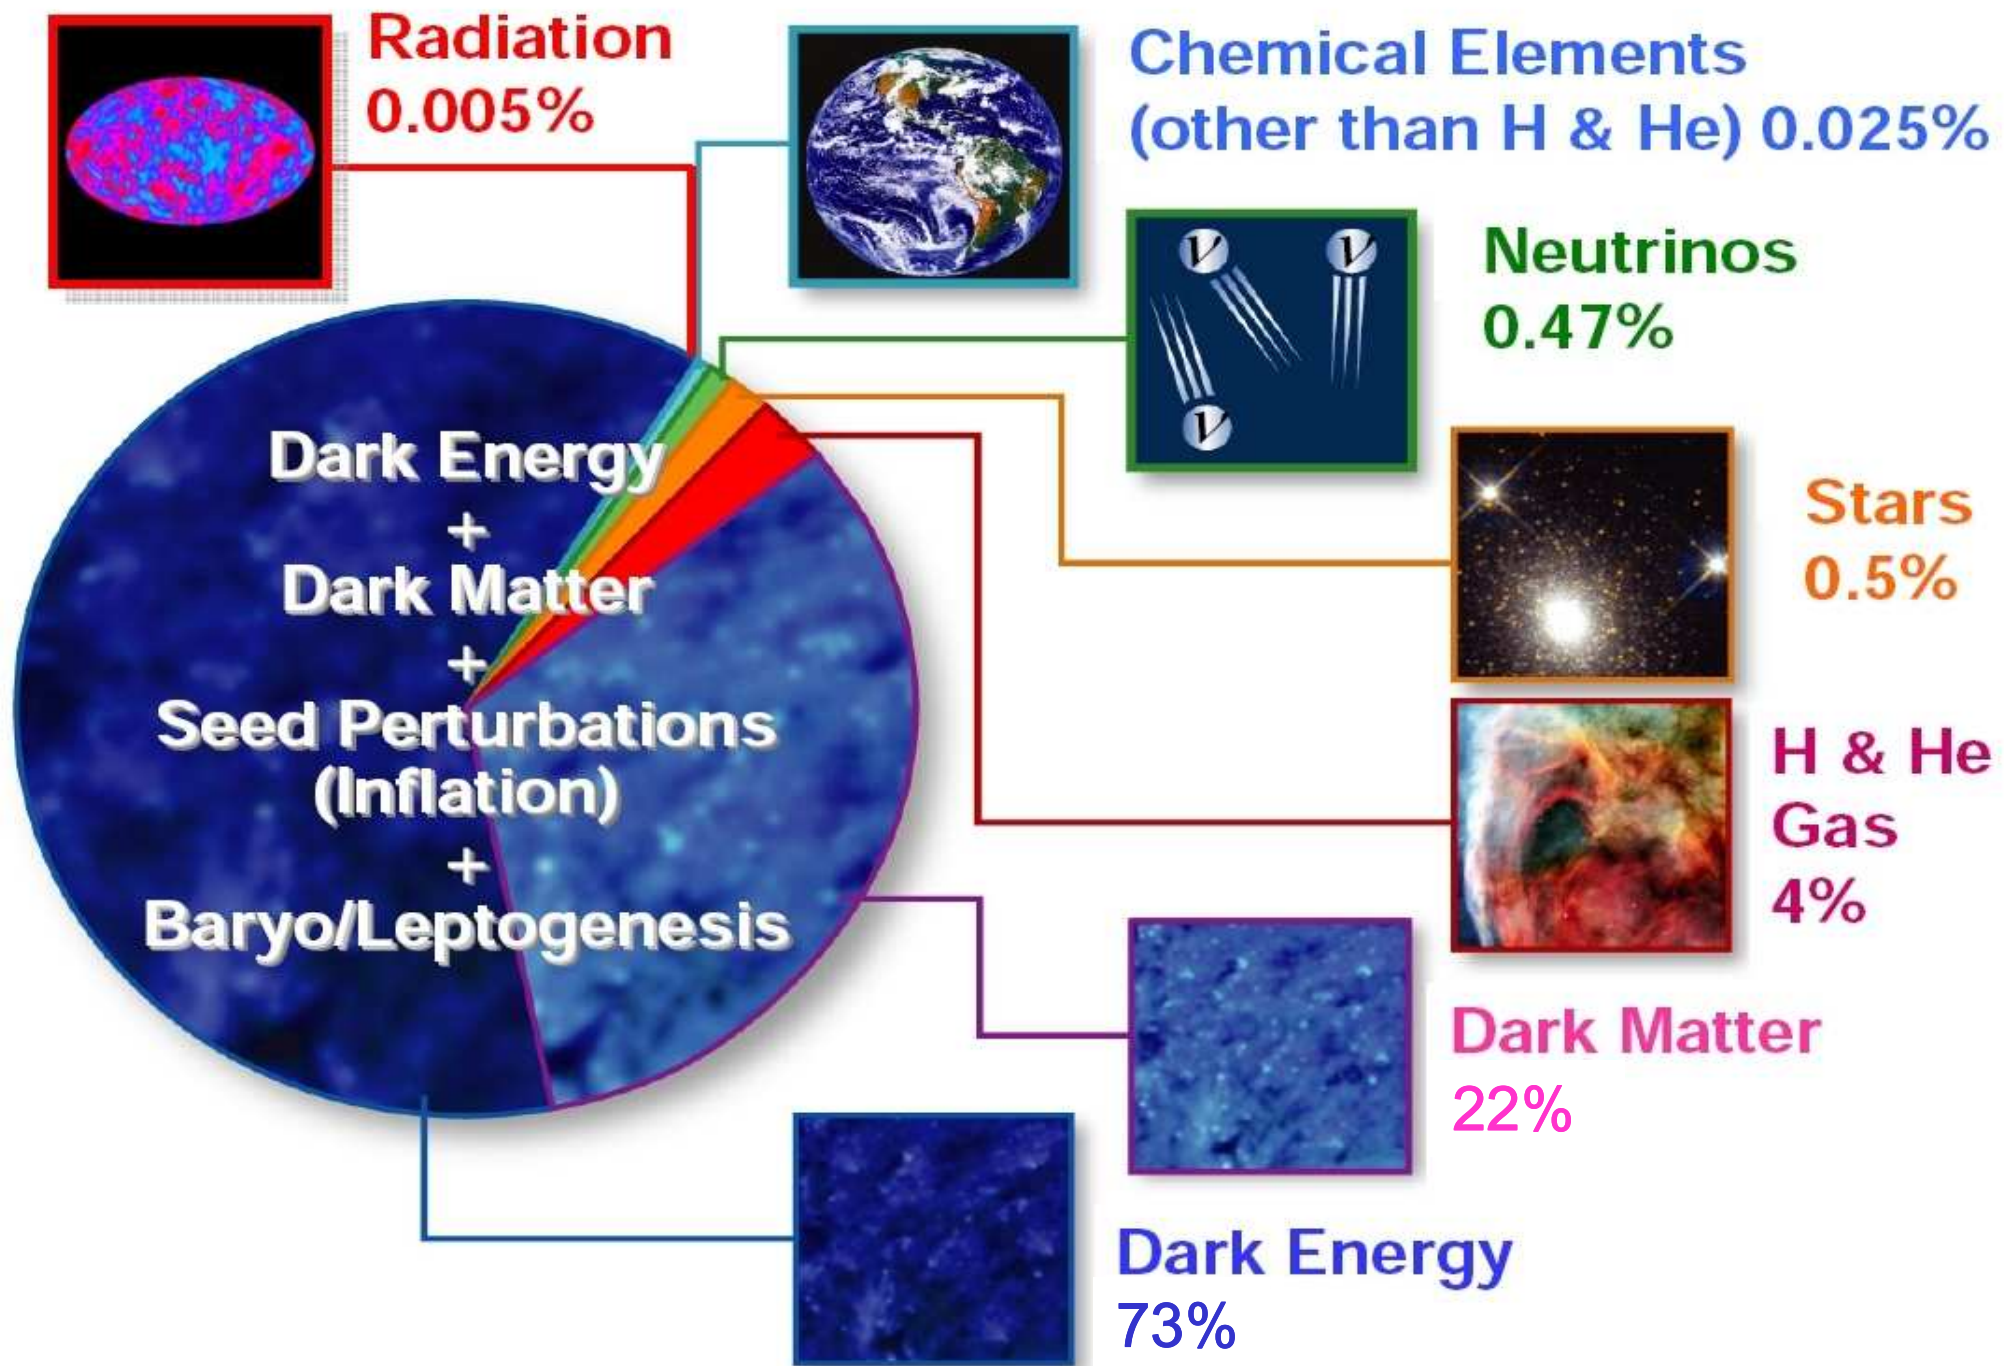 Radiation
0.005%
Chemical Elements
(other than H & He) 0.025%
ν
ν
ν
Neutrinos
0.47%
Stars
0.5%
H & He
Gas
4%
Dark Energy
+
Dark Matter
+
Seed Perturbations
(Inflation)
+
Baryo/Leptogenesis
Dark Matter
22%
Dark Energy
73%